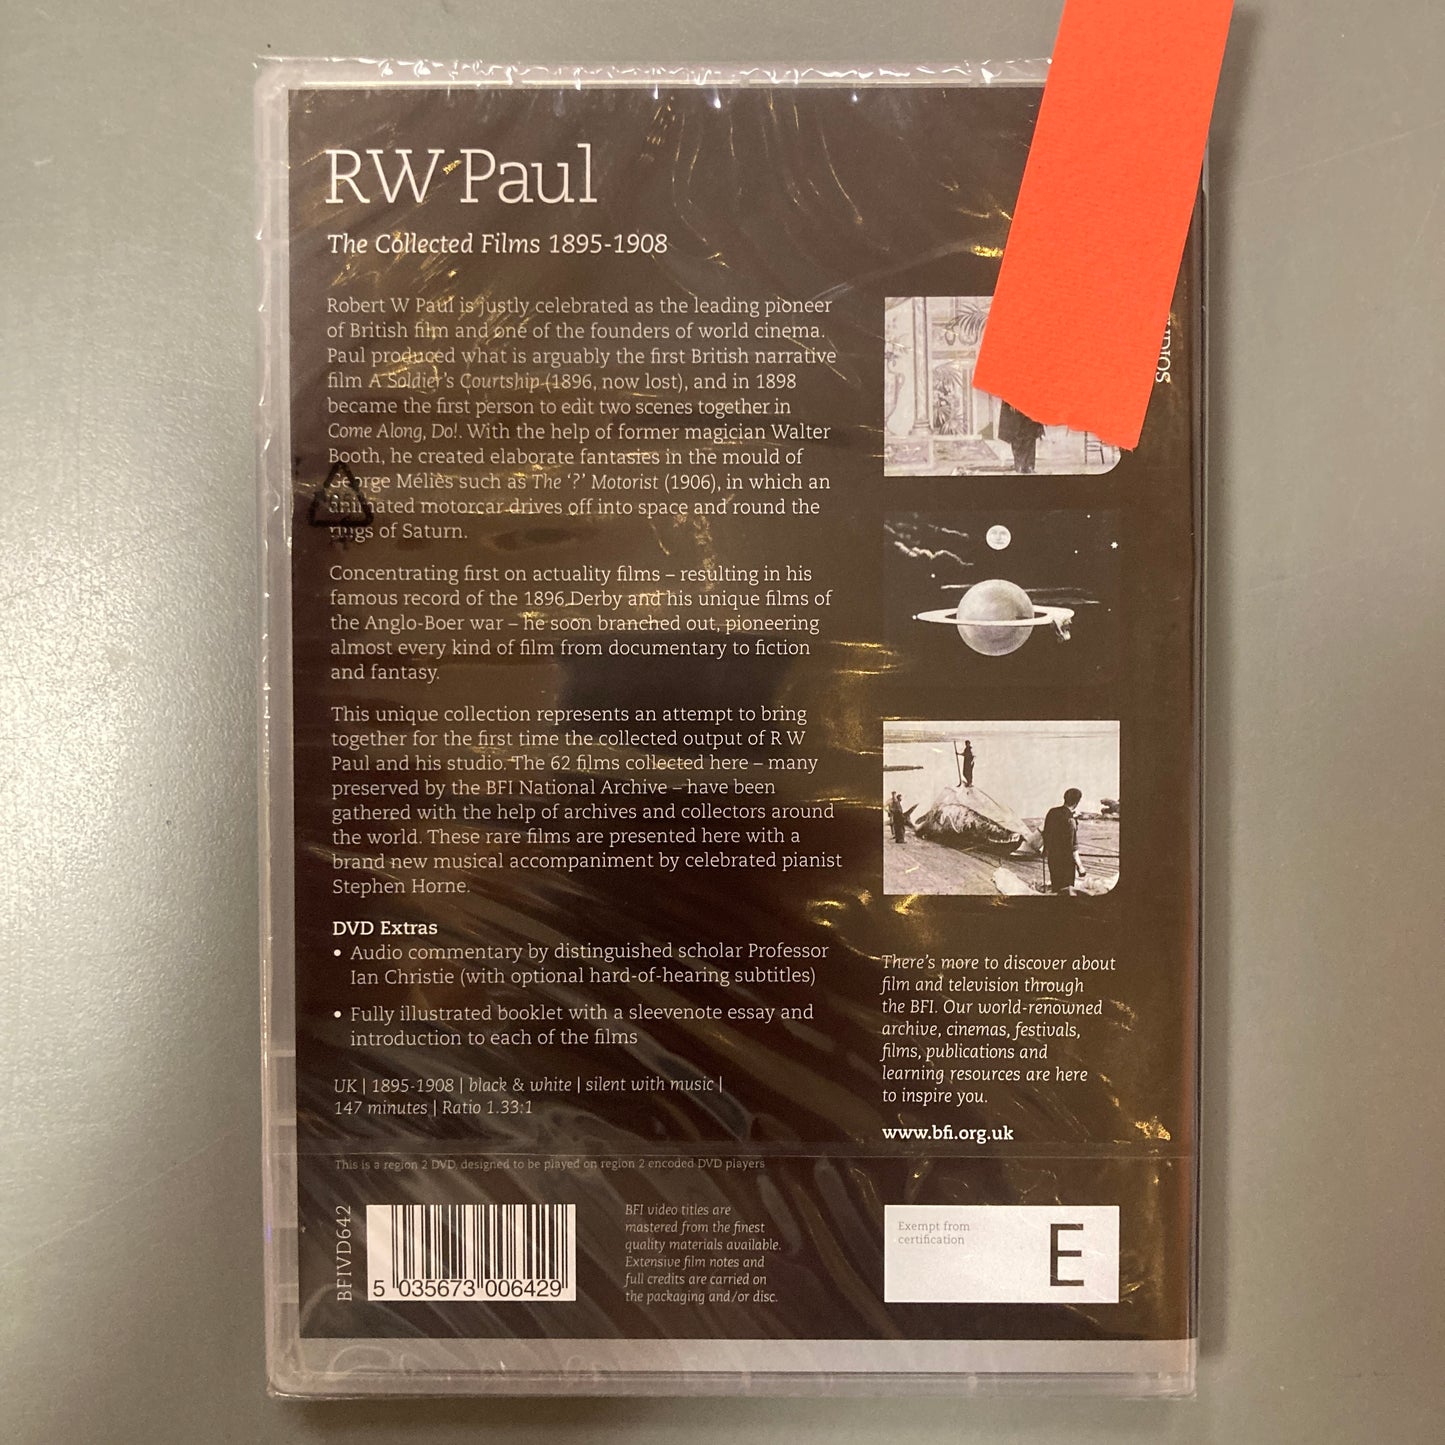 RW Paul
The Collected Films 1895-1908
Robert W Paul is justly celebrated as the leading pioneer
of British film and one of the founders of world cinema.
Paul produced what is arguably the first British narrative
film A Soldier's Courtship (1896, now lost), and in 1898
became the first person to edit two scenes together in
Come Along, Do!. With the help of former magician Walter
Booth, he created elaborate fantasies in the mould of
George Méliès such as The ‘?’ Motorist (1906), in which an
animated motorcar drives off into space and round the
rings of Saturn.
Concentrating first on actuality films – resulting in his
famous record of the 1896 Derby and his unique films of
the Anglo-Boer war – he soon branched out, pioneering
almost every kind of film from documentary to fiction
and fantasy.
This unique collection represents an attempt to bring
together for the first time the collected output of R W
Paul and his studio. The 62 films collected here – many
preserved by the BFI National Archive – have been
gathered with the help of archives and collectors around
the world. These rare films are presented here with a
brand new musical accompaniment by celebrated pianist
Stephen Horne.
DVD Extras
• Audio commentary by distinguished scholar Professor
Ian Christie (with optional hard-of-hearing subtitles)
• Fully illustrated booklet with a sleevenote essay and
introduction to each of the films
UK | 1895-1908 | black & white | silent with music |
147 minutes | Ratio 1.33:1
This is a region 2 DVD, designed to be played on region 2 encoded DVD players
There's more to discover about
film and television through
the BFI. Our world-renowned
archive, cinemas, festivals,
films, publications and
learning resources are here
to inspire you.
www.bfi.org.uk
BFIVD642
5 035673 006429
BFI video titles are
mastered from the finest
quality materials available.
Extensive film notes and
full credits are carried on
the packaging and/or disc.
Exempt from
certification
E